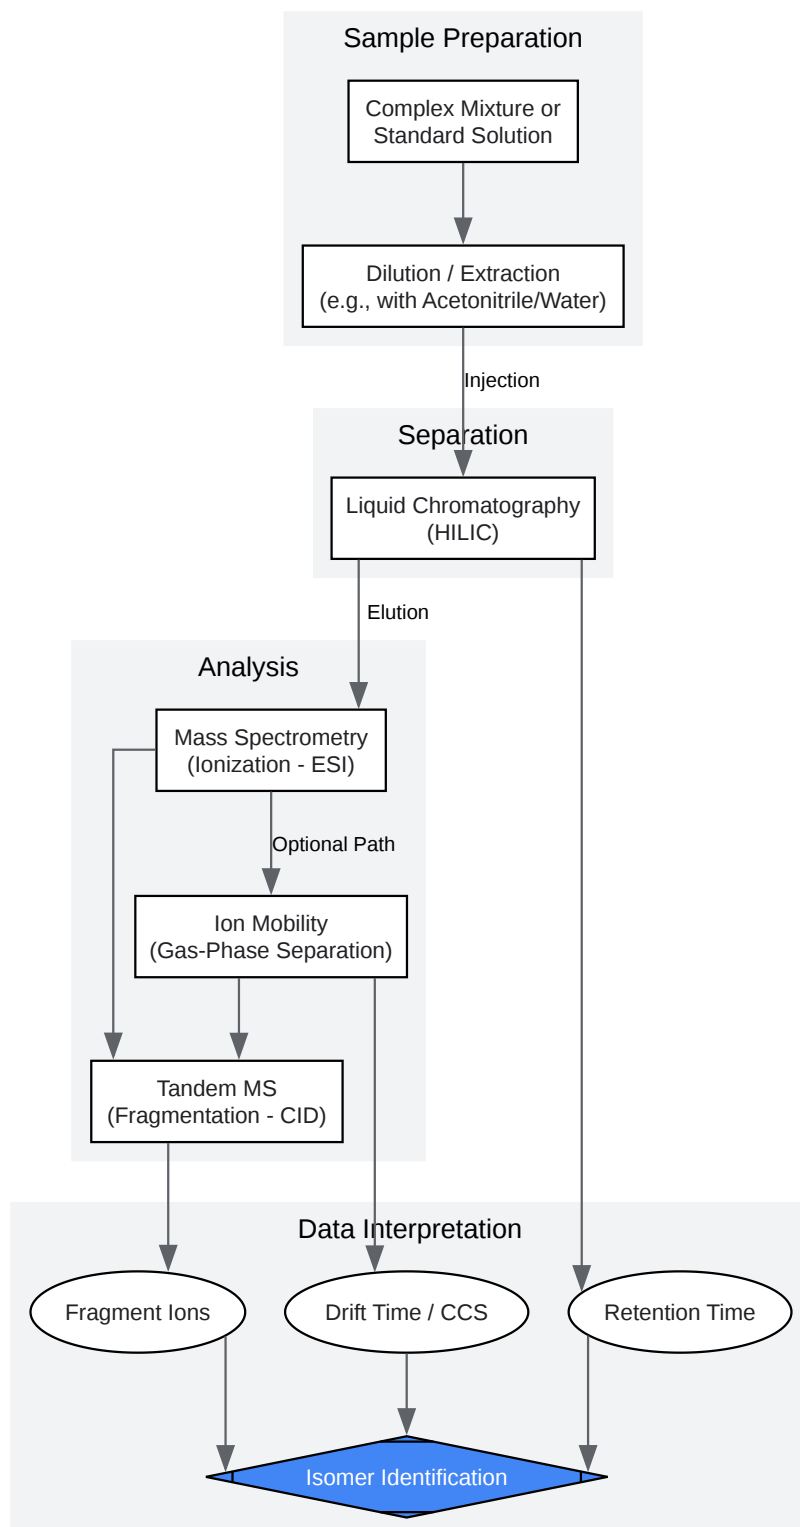 Sample Preparation
Complex Mixture or
Standard Solution
Dilution / Extraction
(e.g., with Acetonitrile/Water)
Injection
Separation
Liquid Chromatography
(HILIC)
Elution
Analysis
Mass Spectrometry
(Ionization - ESI)
Optional Path
Ion Mobility
(Gas-Phase Separation)
Tandem MS
(Fragmentation - CID)
Data Interpretation
Fragment Ions
Drift Time / CCS
Retention Time
Isomer Identification